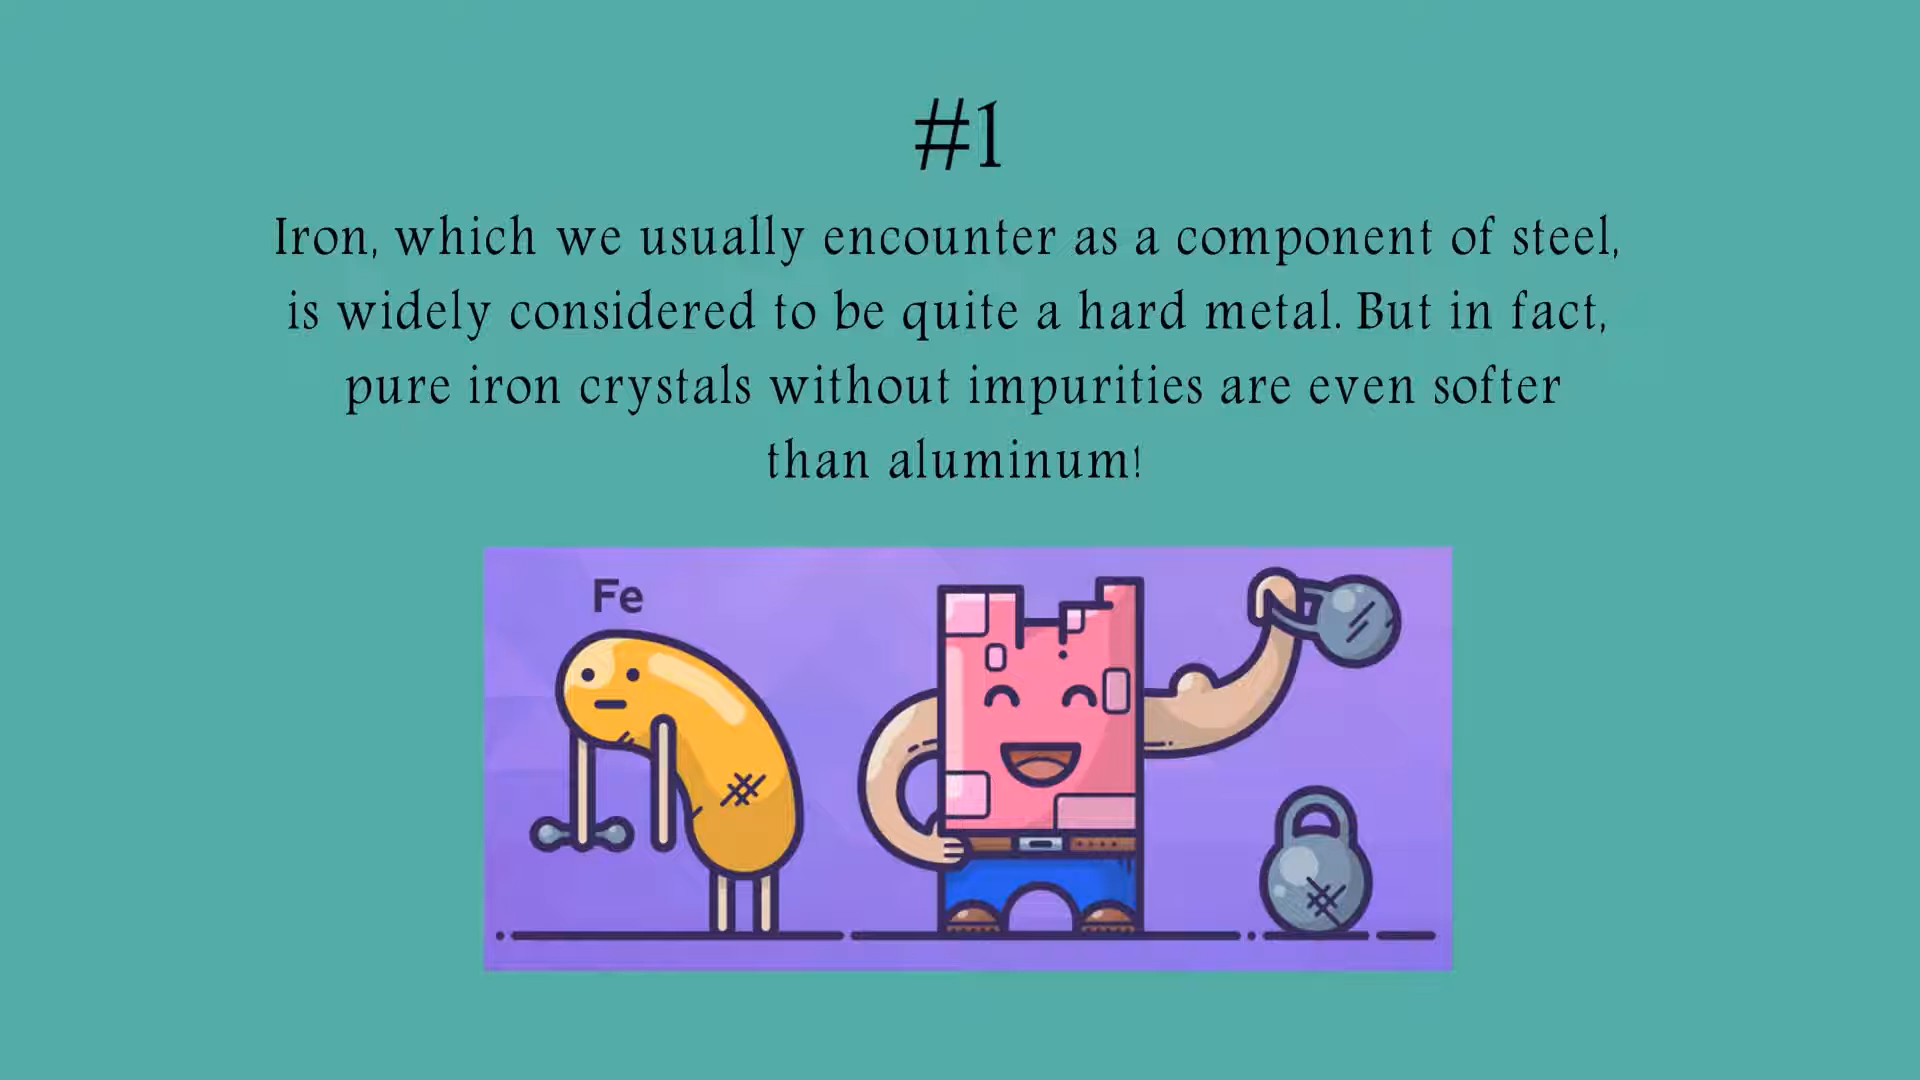 #1
Iron, which we usually encounter as a component of steel,
is widely considered to be quite a hard metal. But in fact,
pure iron crystals without impurities are even softer
than aluminum!
Fe